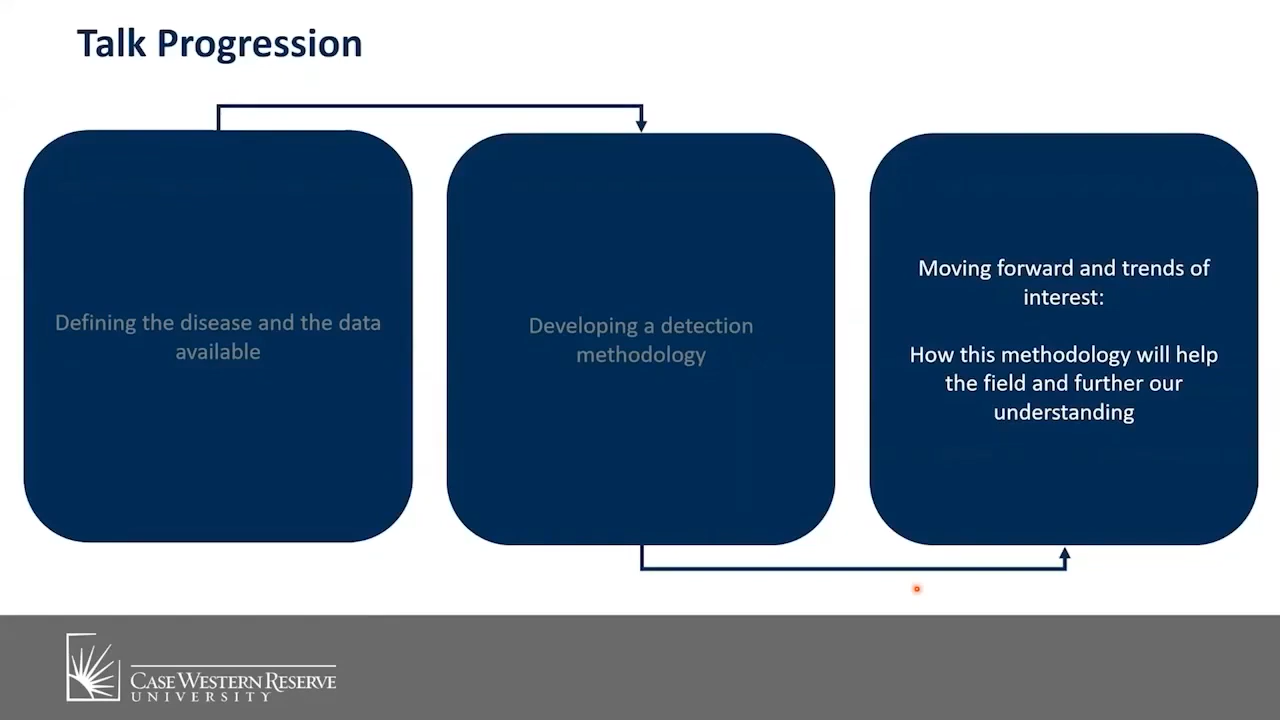 Talk Progression
Defining the disease and the data
available
Developing a detection
methodology
Moving forward and trends of
interest:
How this methodology will help
the field and further our
understanding
CASE WESTERN RESERVE
UNIVERSITY